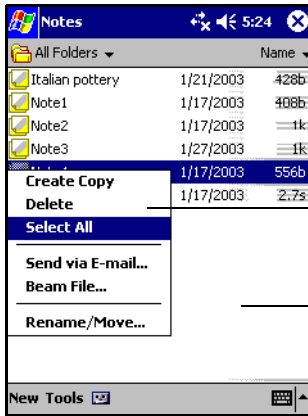 Notes 5:24
All Folders Name
Italian pottery 1/21/2003 428b
Note1 1/17/2003 408b
Note2 1/17/2003 1k
Note3 1/27/2003 1k
1/17/2003 556b
1/17/2003 2.7s
Create Copy
Delete
Select All
Send via E-mail...
Beam File...
Rename/Move...
New Tools